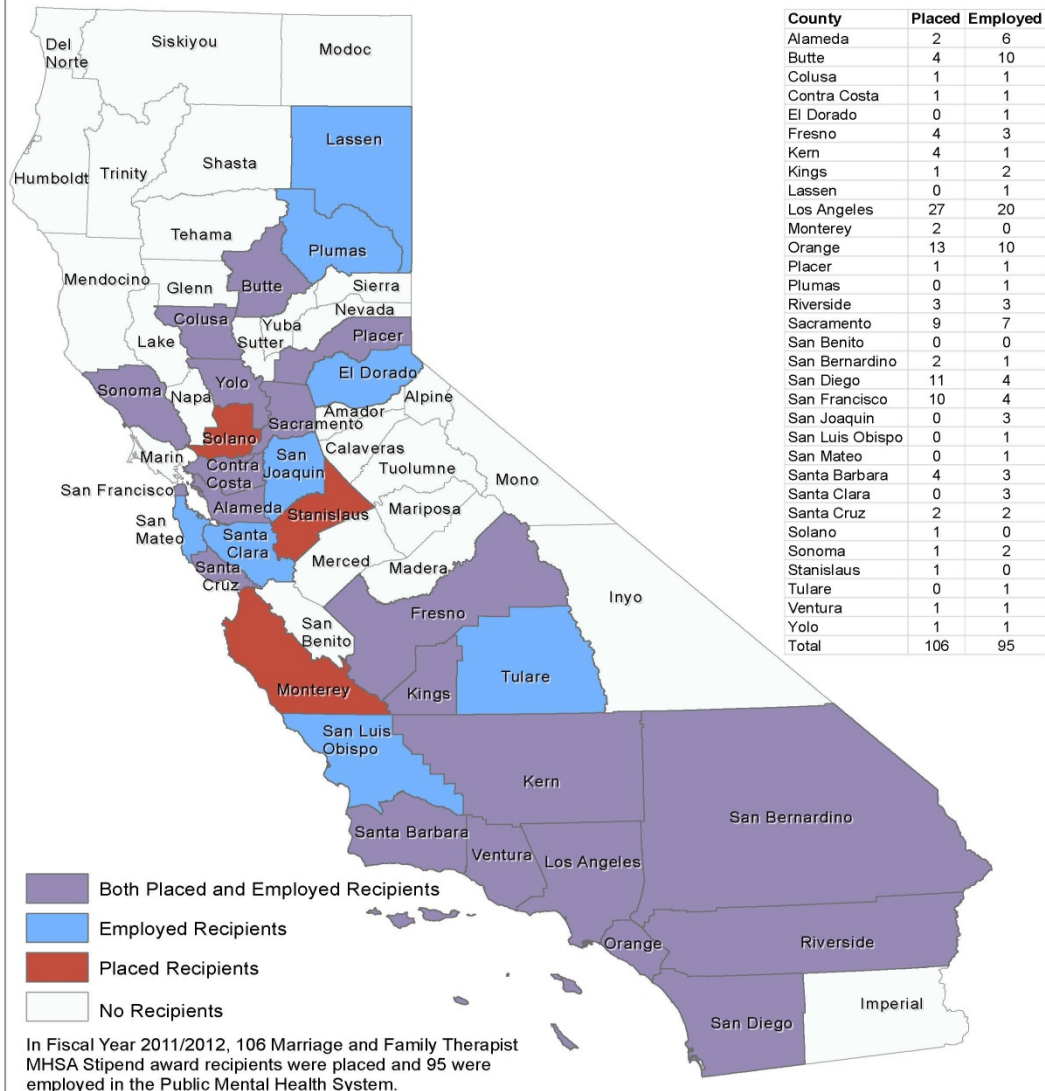 Del
Norte
Siskiyou
Modoc
Humboldt
Trinity
Shasta
Lassen
Tehama
Plumas
Mendocino
Glenn
Butte
Sierra
Nevada
Colusa
Yuba
Sutter
Placer
Lake
El Dorado
Sonoma
Yolo
Napa
Sacramento
Amador
Alpine
Solano
Calaveras
Marin
Contra
Costa
San
Joaquin
Tuolumne
Mono
San Francisco
Alameda
Stanislaus
Mariposa
San
Mateo
Santa
Clara
Merced
Santa
Cruz
Madera
Inyo
Fresno
San
Benito
Monterey
Kings
Tulare
San Luis
Obispo
Kern
San Bernardino
Santa Barbara
Ventura
Los Angeles
Orange
Riverside
San Diego
Imperial
County Placed Employed
Alameda 2 6
Butte 4 10
Colusa 1 1
Contra Costa 1 1
El Dorado 0 1
Fresno 4 3
Kern 4 1
Kings 1 2
Lassen 0 1
Los Angeles 27 20
Monterey 2 0
Orange 13 10
Placer 1 1
Plumas 0 1
Riverside 3 3
Sacramento 9 7
San Benito 0 0
San Bernardino 2 1
San Diego 11 4
San Francisco 10 4
San Joaquin 0 3
San Luis Obispo 0 1
San Mateo 0 1
Santa Barbara 4 3
Santa Clara 0 3
Santa Cruz 2 2
Solano 1 0
Sonoma 1 2
Stanislaus 1 0
Tulare 0 1
Ventura 1 1
Yolo 1 1
Total 106 95
Both Placed and Employed Recipients
Employed Recipients
Placed Recipients
No Recipients
In Fiscal Year 2011/2012, 106 Marriage and Family Therapist
MHSA Stipend award recipients were placed and 95 were
employed in the Public Mental Health System.